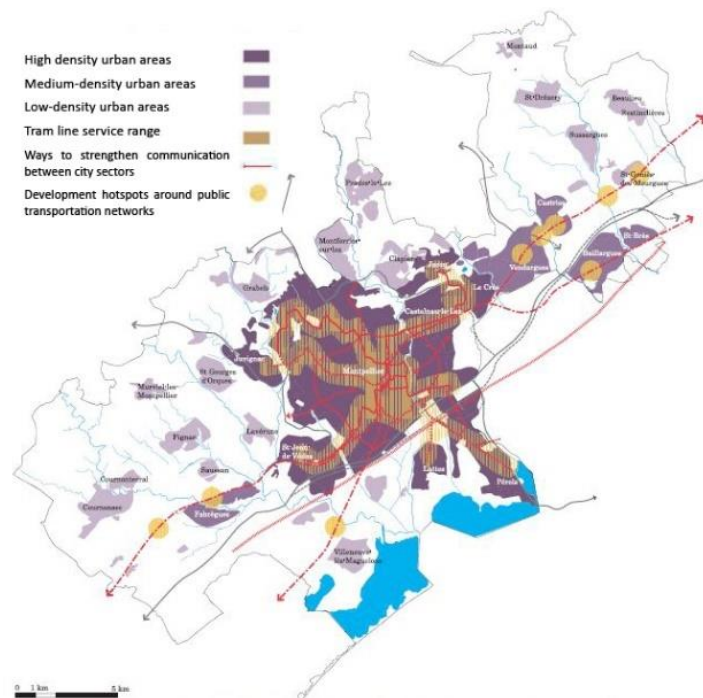 High density urban areas
Medium-density urban areas
Low-density urban areas
Tram line service range
Ways to strengthen communication
between city sectors
Development hotspots around public
transportation networks
Montaud
St-Drézéry
Beaulieu
Restinclières
Sussargues
St-Geniès
des Mourgues
Prades-le-Lez
Castries
St-Brès
Montferrier-
sur-lez
Clapiers
Jacou
Vendargues
Baillargues
Grabels
Le Crès
Castelnau-le-Lez
Juvignac
Montpellier
St-Georges
d'Orques
Murviel-lès-
Montpellier
Lavérune
Pignan
St-Jean-
de-Védas
Saussan
Lattes
Pérols
Cournonterral
Cournonsec
Fabrègues
Villeneuve-
lès-Maguelone
0 1 km 5 km